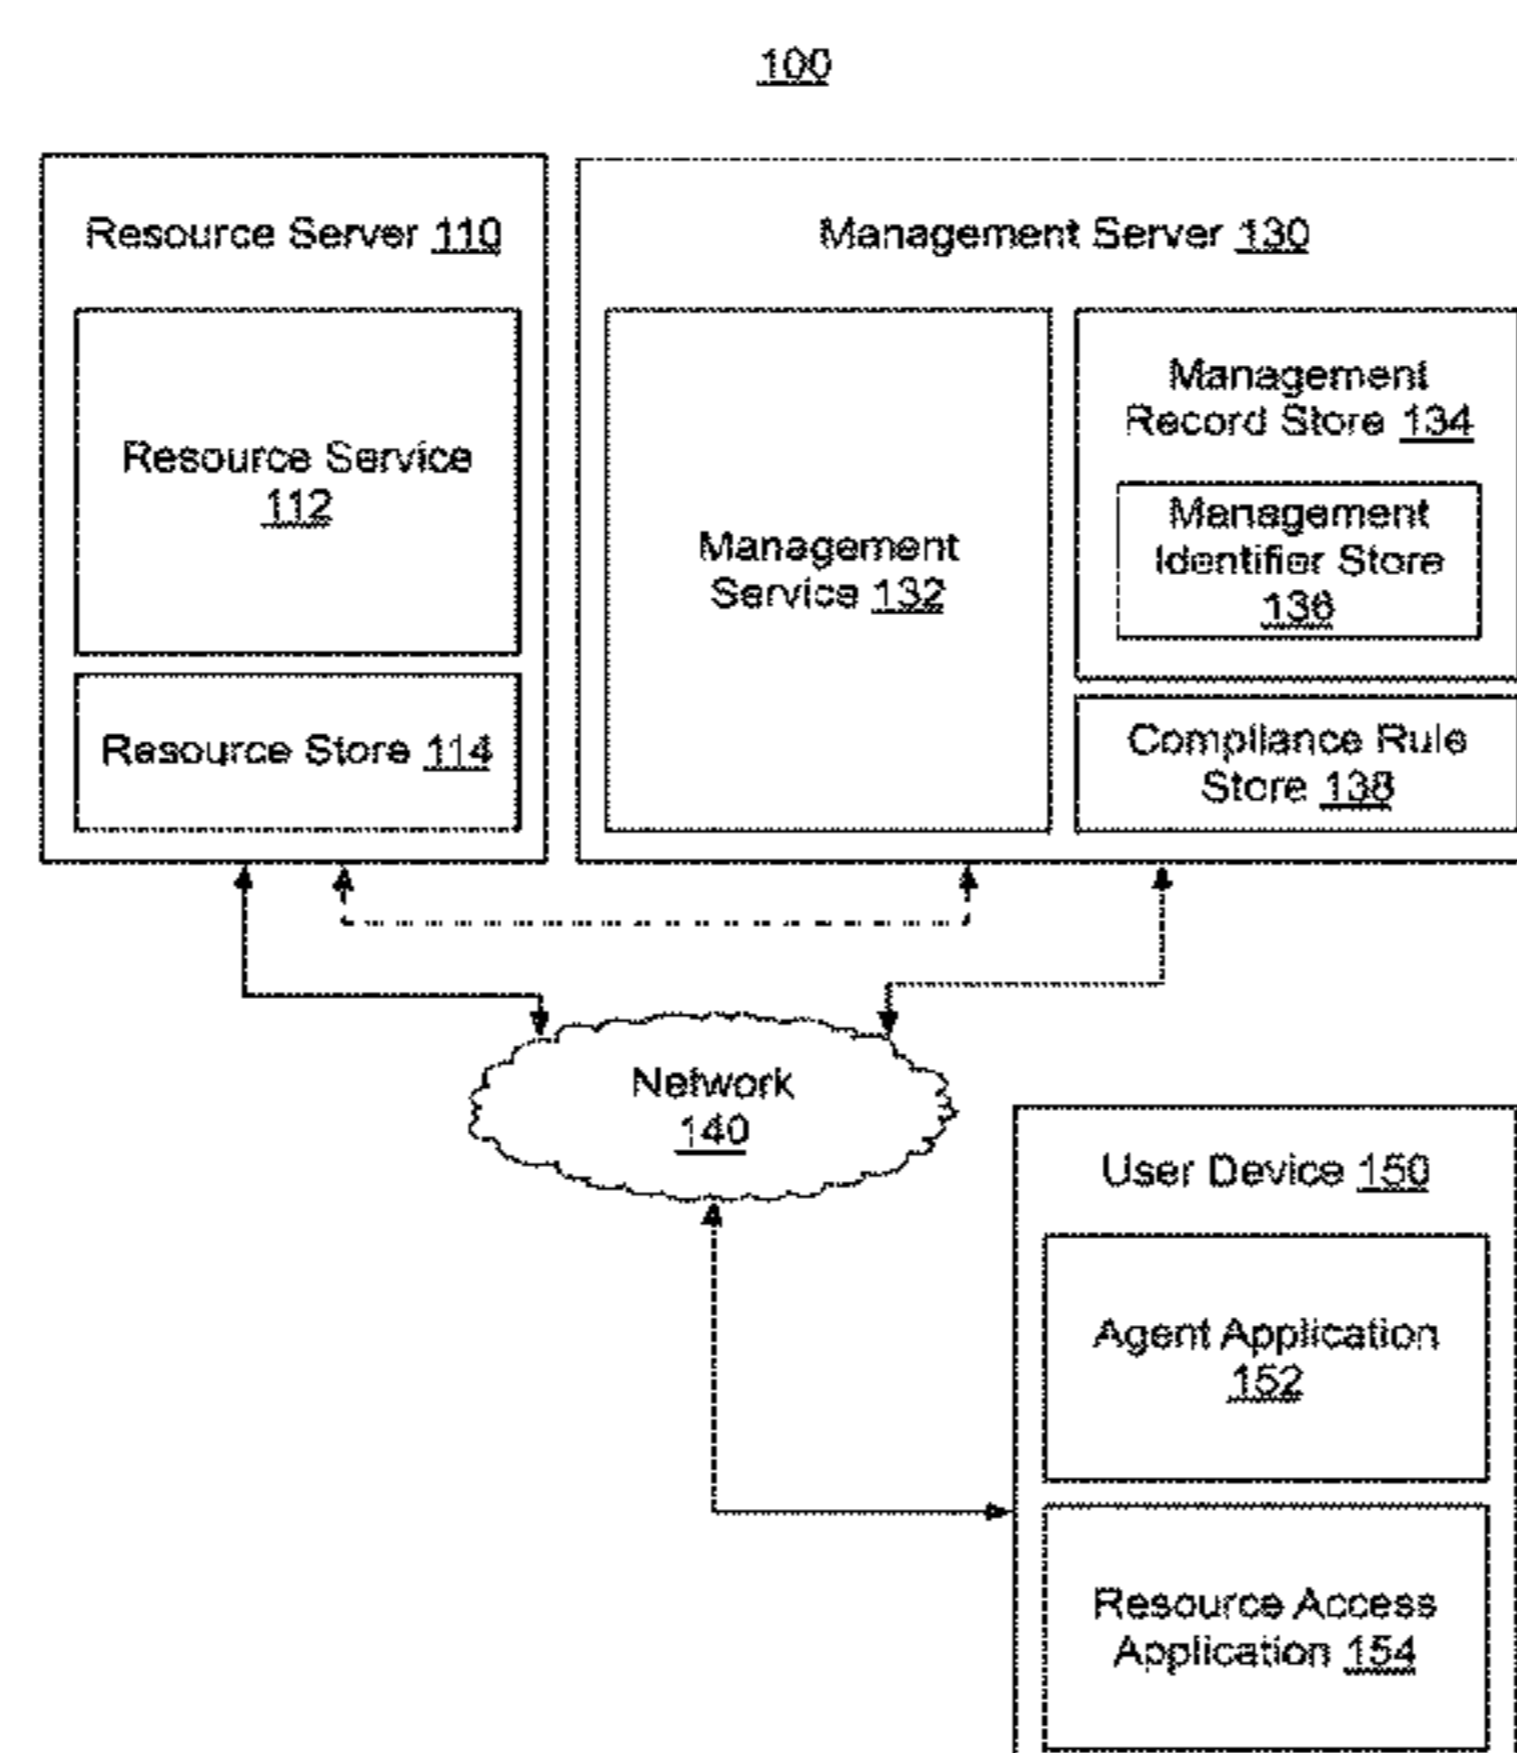 100
Resource Server 110
Resource Service
112
Resource Store 114
Management Server 130
Management
Service 132
Management
Record Store 134
Management
Identifier Store
136
Compliance Rule
Store 138
Network
140
User Device 150
Agent Application
152
Resource Access
Application 154